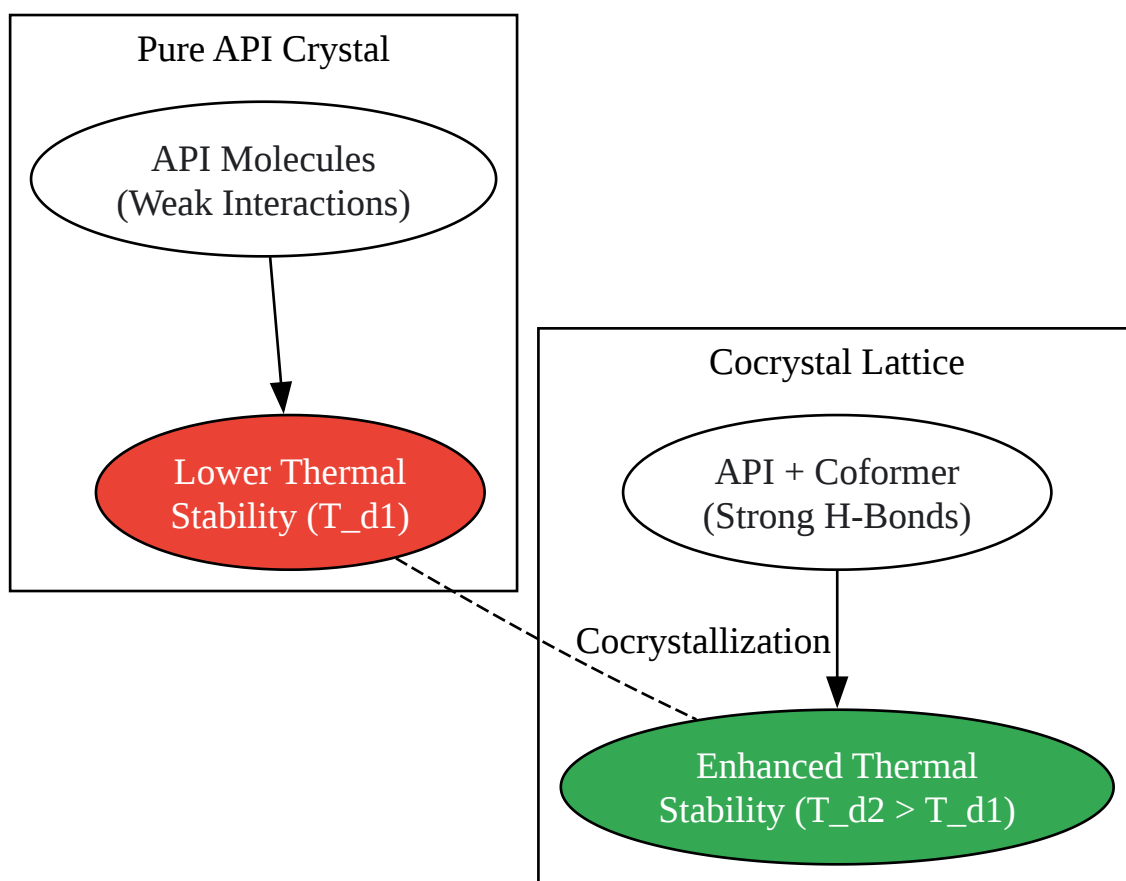 Pure API Crystal
API Molecules
(Weak Interactions)
Lower Thermal
Stability (T_d1)
Cocrystal Lattice
API + Coformer
(Strong H-Bonds)
Cocrystallization
Enhanced Thermal
Stability (T_d2 > T_d1)